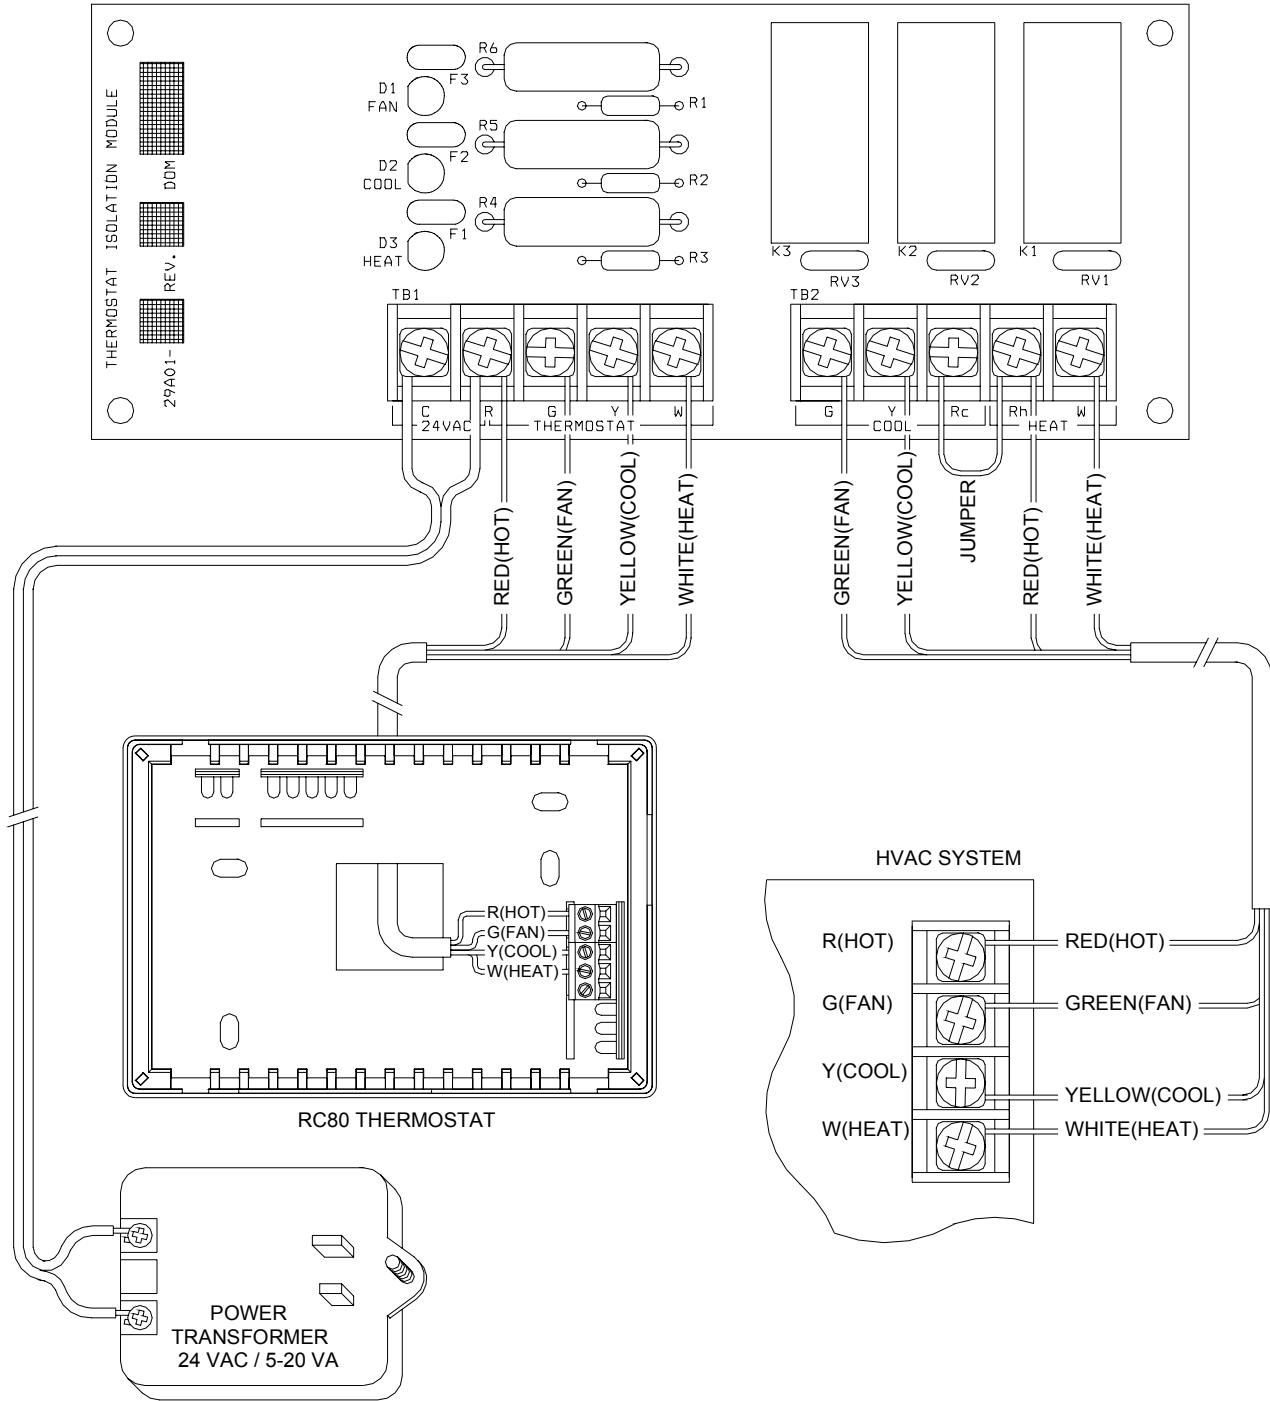 THERMOSTAT ISOLATION MODULE
29A01-
REV.
DOM
D1
FAN
F3
R6
R1
D2
COOL
F2
R5
R2
D3
HEAT
F1
R4
R3
K3
RV3
K2
RV2
K1
RV1
TB1
C
R
G
Y
W
24VAC
THERMOSTAT
TB2
G
Y
Rc
Rh
W
COOL
HEAT
RED(HOT)
GREEN(FAN)
YELLOW(COOL)
WHITE(HEAT)
GREEN(FAN)
YELLOW(COOL)
JUMPER
RED(HOT)
WHITE(HEAT)
R(HOT)
G(FAN)
Y(COOL)
W(HEAT)
RC80 THERMOSTAT
HVAC SYSTEM
R(HOT)
RED(HOT)
G(FAN)
GREEN(FAN)
Y(COOL)
YELLOW(COOL)
W(HEAT)
WHITE(HEAT)
POWER
TRANSFORMER
24 VAC / 5-20 VA